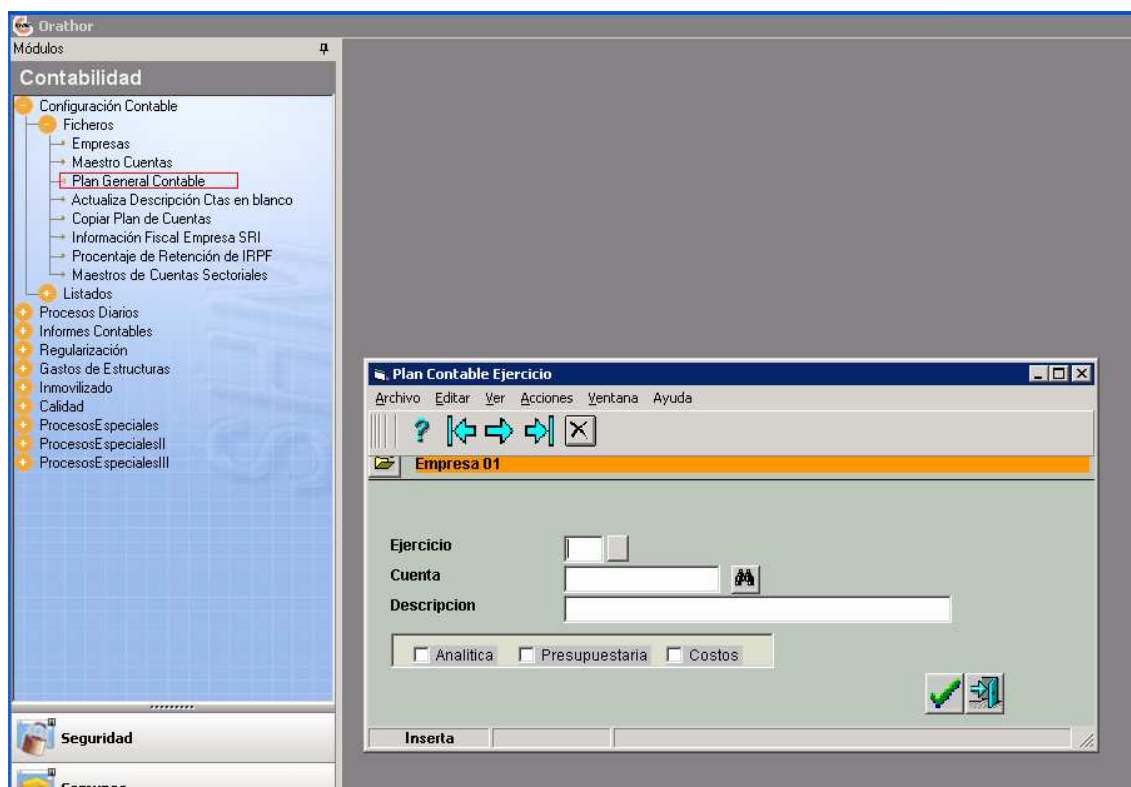 Orathor
Módulos
Contabilidad
Configuración Contable
Ficheros
Empresas
Maestro Cuentas
Plan General Contable
Actualiza Descripción Ctas en blanco
Copiar Plan de Cuentas
Información Fiscal Empresa SRI
Procentaje de Retención de IRPF
Maestros de Cuentas Sectoriales
Listados
Procesos Diarios
Informes Contables
Regularización
Gastos de Estructuras
Inmovilizado
Calidad
ProcesosEspeciales
ProcesosEspecialesII
ProcesosEspecialesIII
Seguridad
Plan Contable Ejercicio
Archivo Editar Ver Acciones Ventana Ayuda
Empresa 01
Ejercicio
Cuenta
Descripcion
Analitica Presupuestaria Costos
Inserta